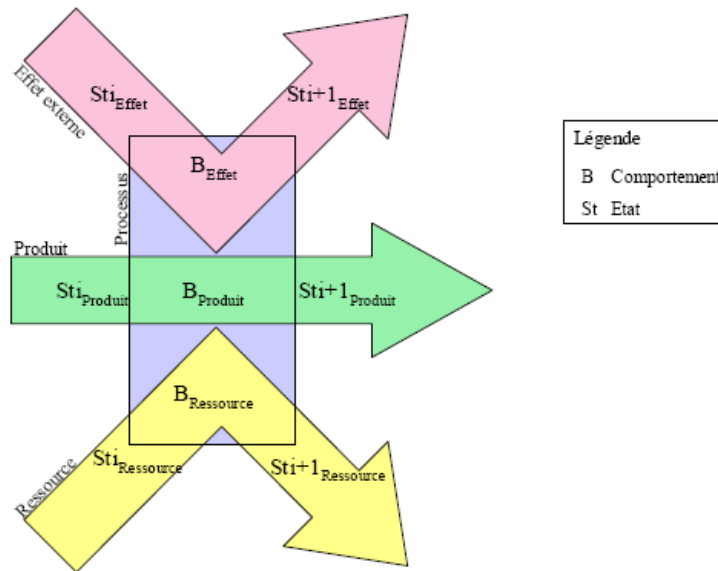 Effet externe
Sti Effet
Sti+1 Effet
B Effet
Processus
Produit
Sti Produit
B Produit
Sti+1 Produit
B Ressource
Ressource
Sti Ressource
Sti+1 Ressource
Légende
B Comportement
St Etat